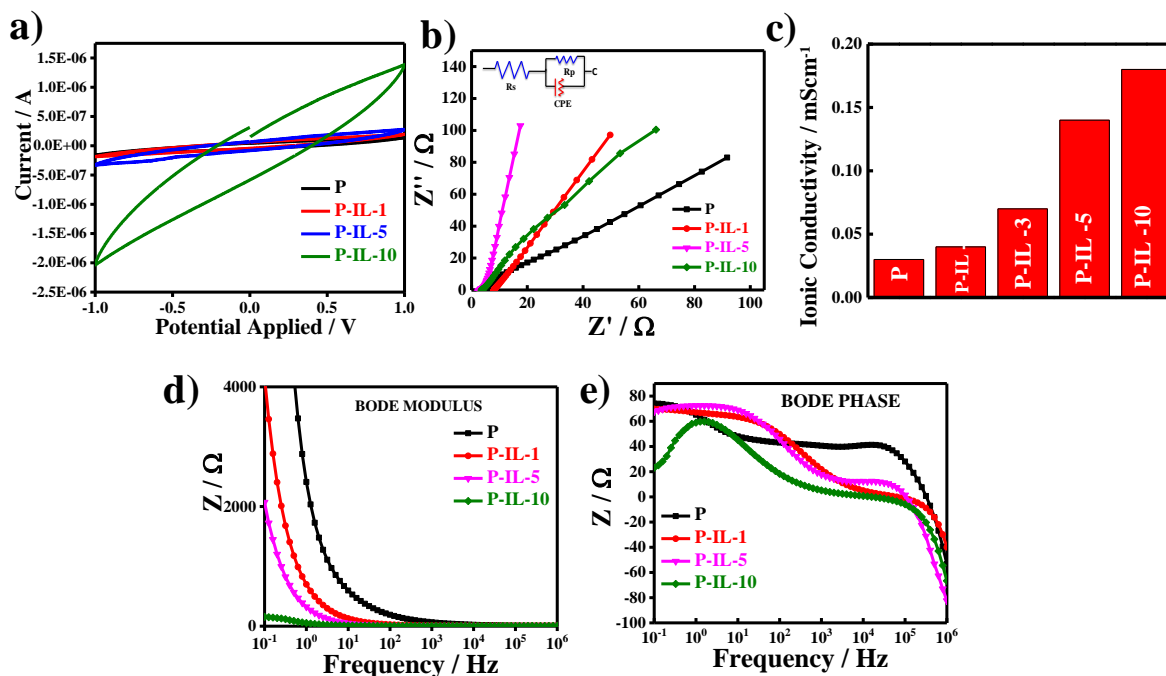 a)
Current / A
1.5E-06
1.0E-06
5.0E-07
0.0E+00
-5.0E-07
-1.0E-06
-1.5E-06
-2.0E-06
-2.5E-06
P
P-IL-1
P-IL-5
P-IL-10
-1.0
-0.5
0.0
0.5
1.0
Potential Applied / V
b)
Z'' / Ω
140
120
100
80
60
40
20
0
Rs
Rp
CPE
C
P
P-IL-1
P-IL-5
P-IL-10
0
20
40
60
80
100
Z' / Ω
c)
Ionic Conductivity / mScm-1
0.20
0.15
0.10
0.05
0.00
P
P-IL
P-IL -3
P-IL -5
P-IL -10
d)
Z / Ω
4000
2000
0
BODE MODULUS
P
P-IL-1
P-IL-5
P-IL-10
10-1
100
101
102
103
104
105
106
Frequency / Hz
e)
Z / Ω
80
60
40
20
0
-20
-40
-60
-80
-100
BODE PHASE
P
P-IL-1
P-IL-5
P-IL-10
10-1
100
101
102
103
104
105
106
Frequency / Hz